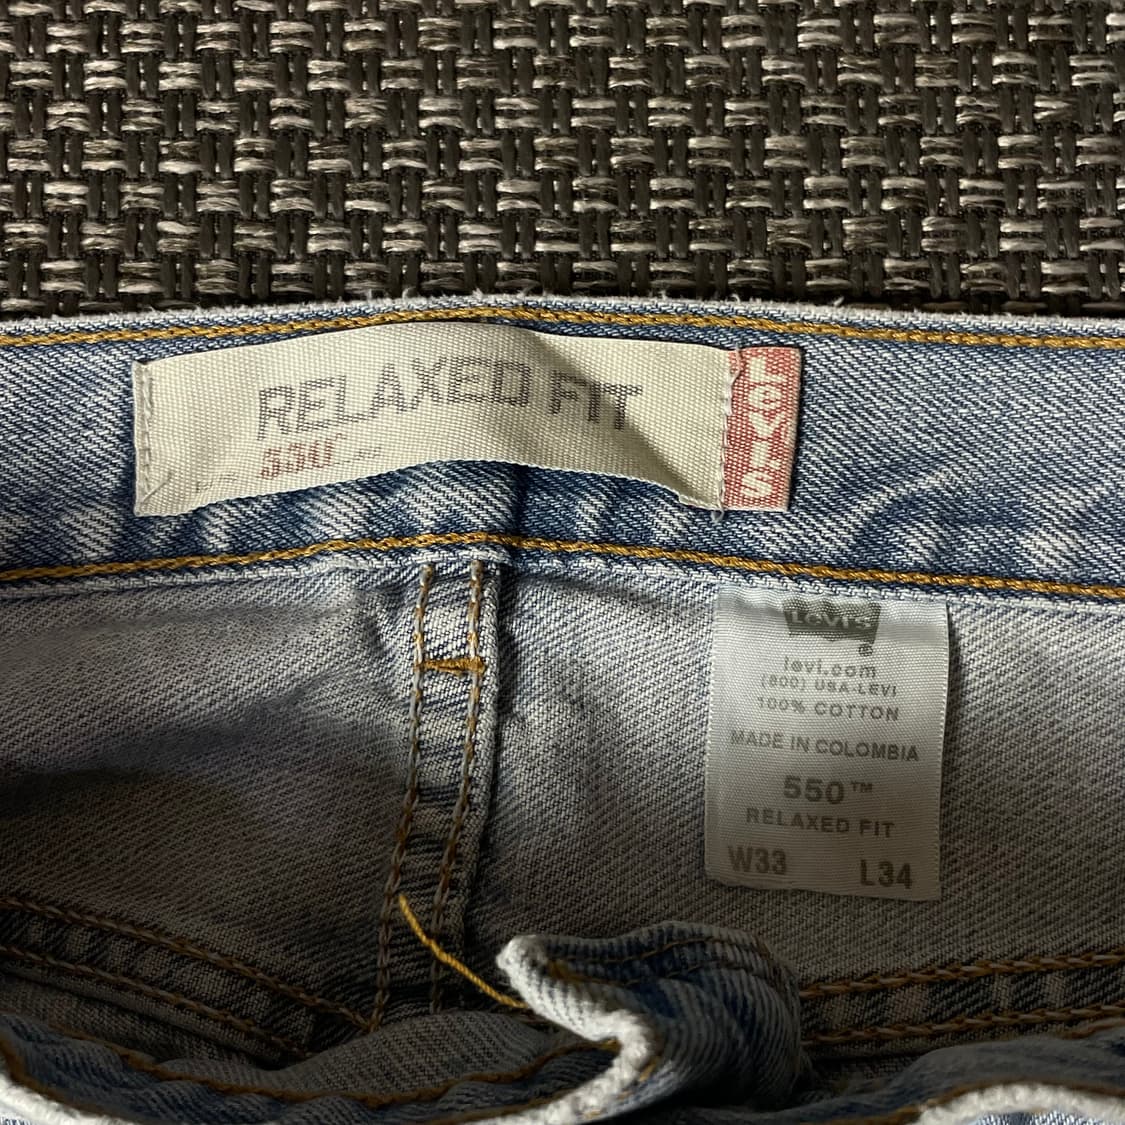 RELAXED FIT
550
LEVI'S
LEVI'S
®
levi.com
(800) USA-LEVI
100% COTTON
MADE IN COLOMBIA
550™
RELAXED FIT
W33 L34